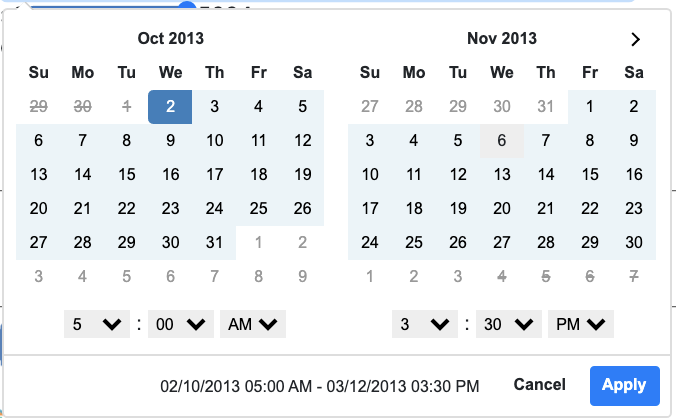 Oct 2013 Nov 2013
Su Mo Tu We Th Fr Sa Su Mo Tu We Th Fr Sa
29 30 1 2 3 4 5 27 28 29 30 31 1 2
6 7 8 9 10 11 12 3 4 5 6 7 8 9
13 14 15 16 17 18 19 10 11 12 13 14 15 16
20 21 22 23 24 25 26 17 18 19 20 21 22 23
27 28 29 30 31 1 2 24 25 26 27 28 29 30
3 4 5 6 7 8 9 1 2 3 4 5 6 7
5 : 00 AM 3 : 30 PM
02/10/2013 05:00 AM - 03/12/2013 03:30 PM Cancel Apply